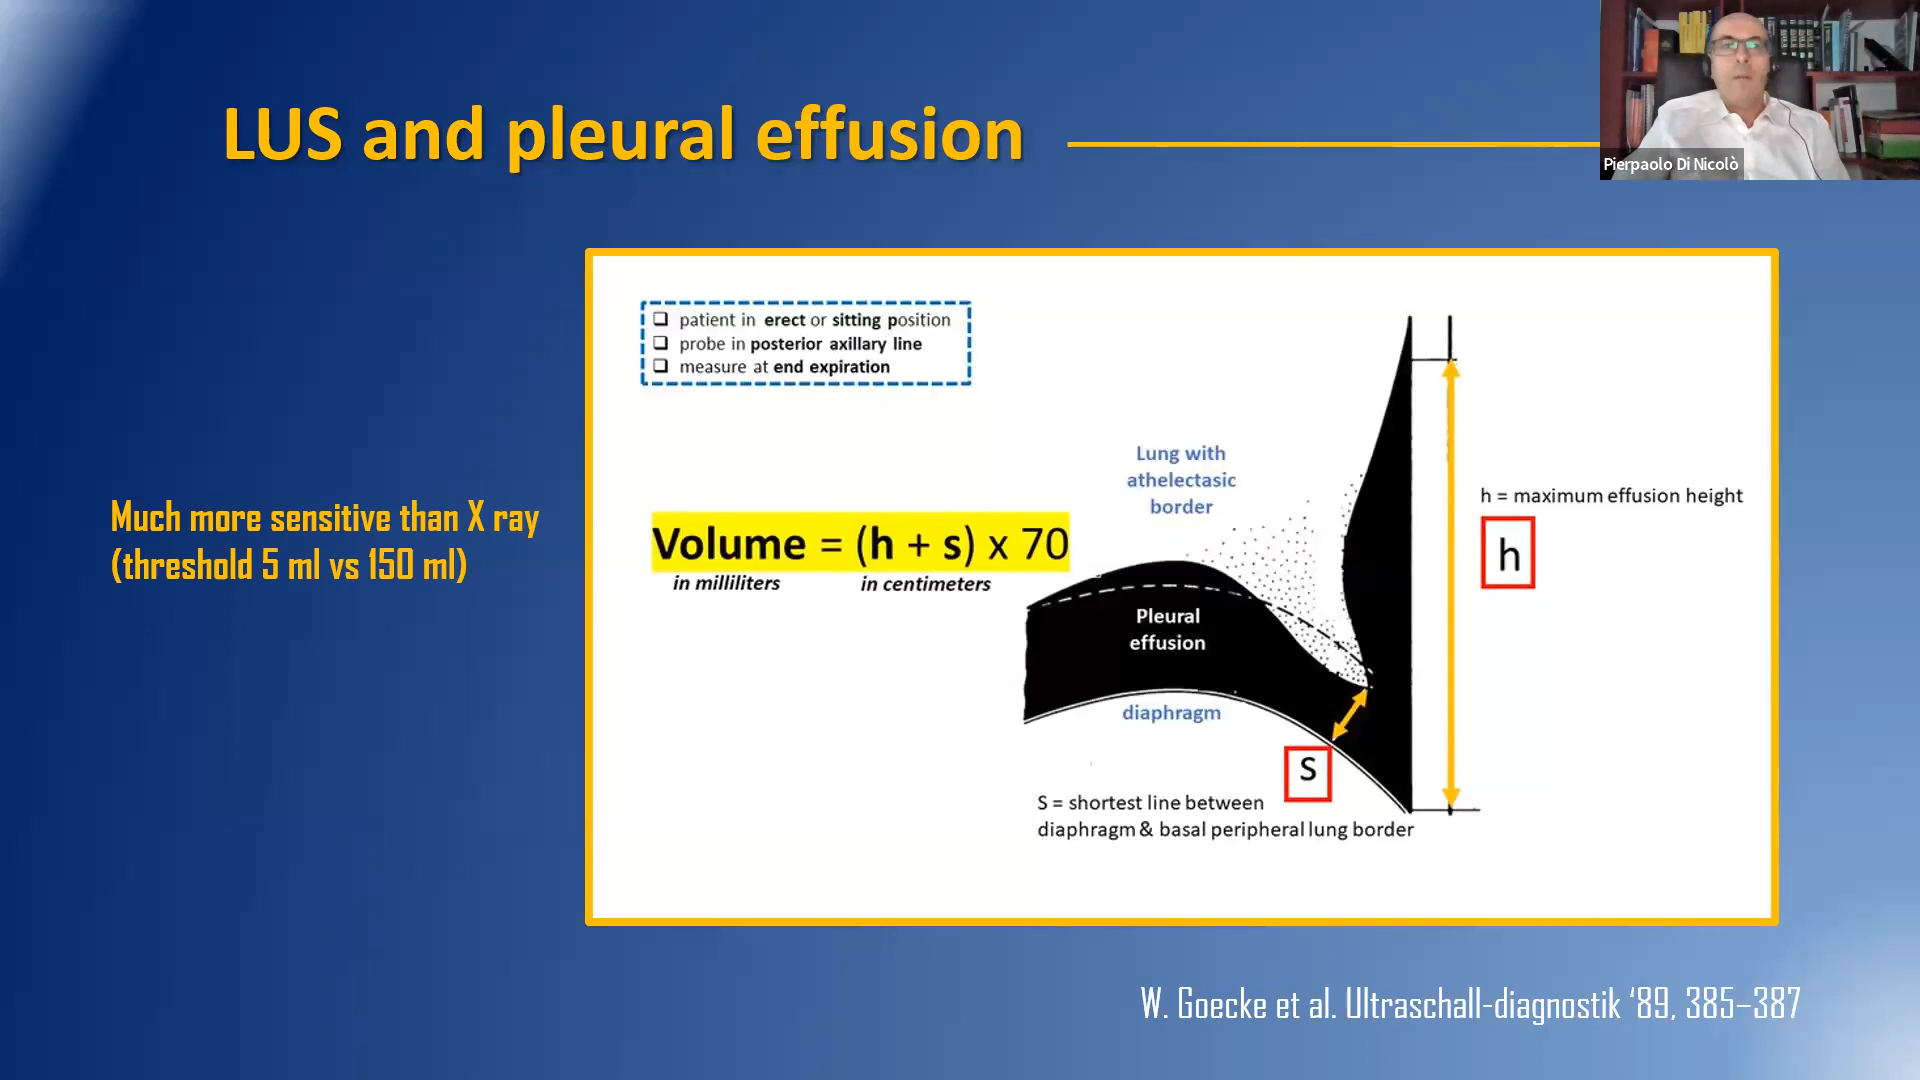 LUS and pleural effusion
Pierpaolo Di Nicolò
patient in erect or sitting position
probe in posterior axillary line
measure at end expiration
Lung with
athelectasic
border
h = maximum effusion height
h
Much more sensitive than X ray
(threshold 5 ml vs 150 ml)
Volume = (h + s) x 70
in milliliters in centimeters
Pleural
effusion
diaphragm
S
S = shortest line between
diaphragm & basal peripheral lung border
W. Goecke et al. Ultraschall-diagnostik ‘89, 385–387